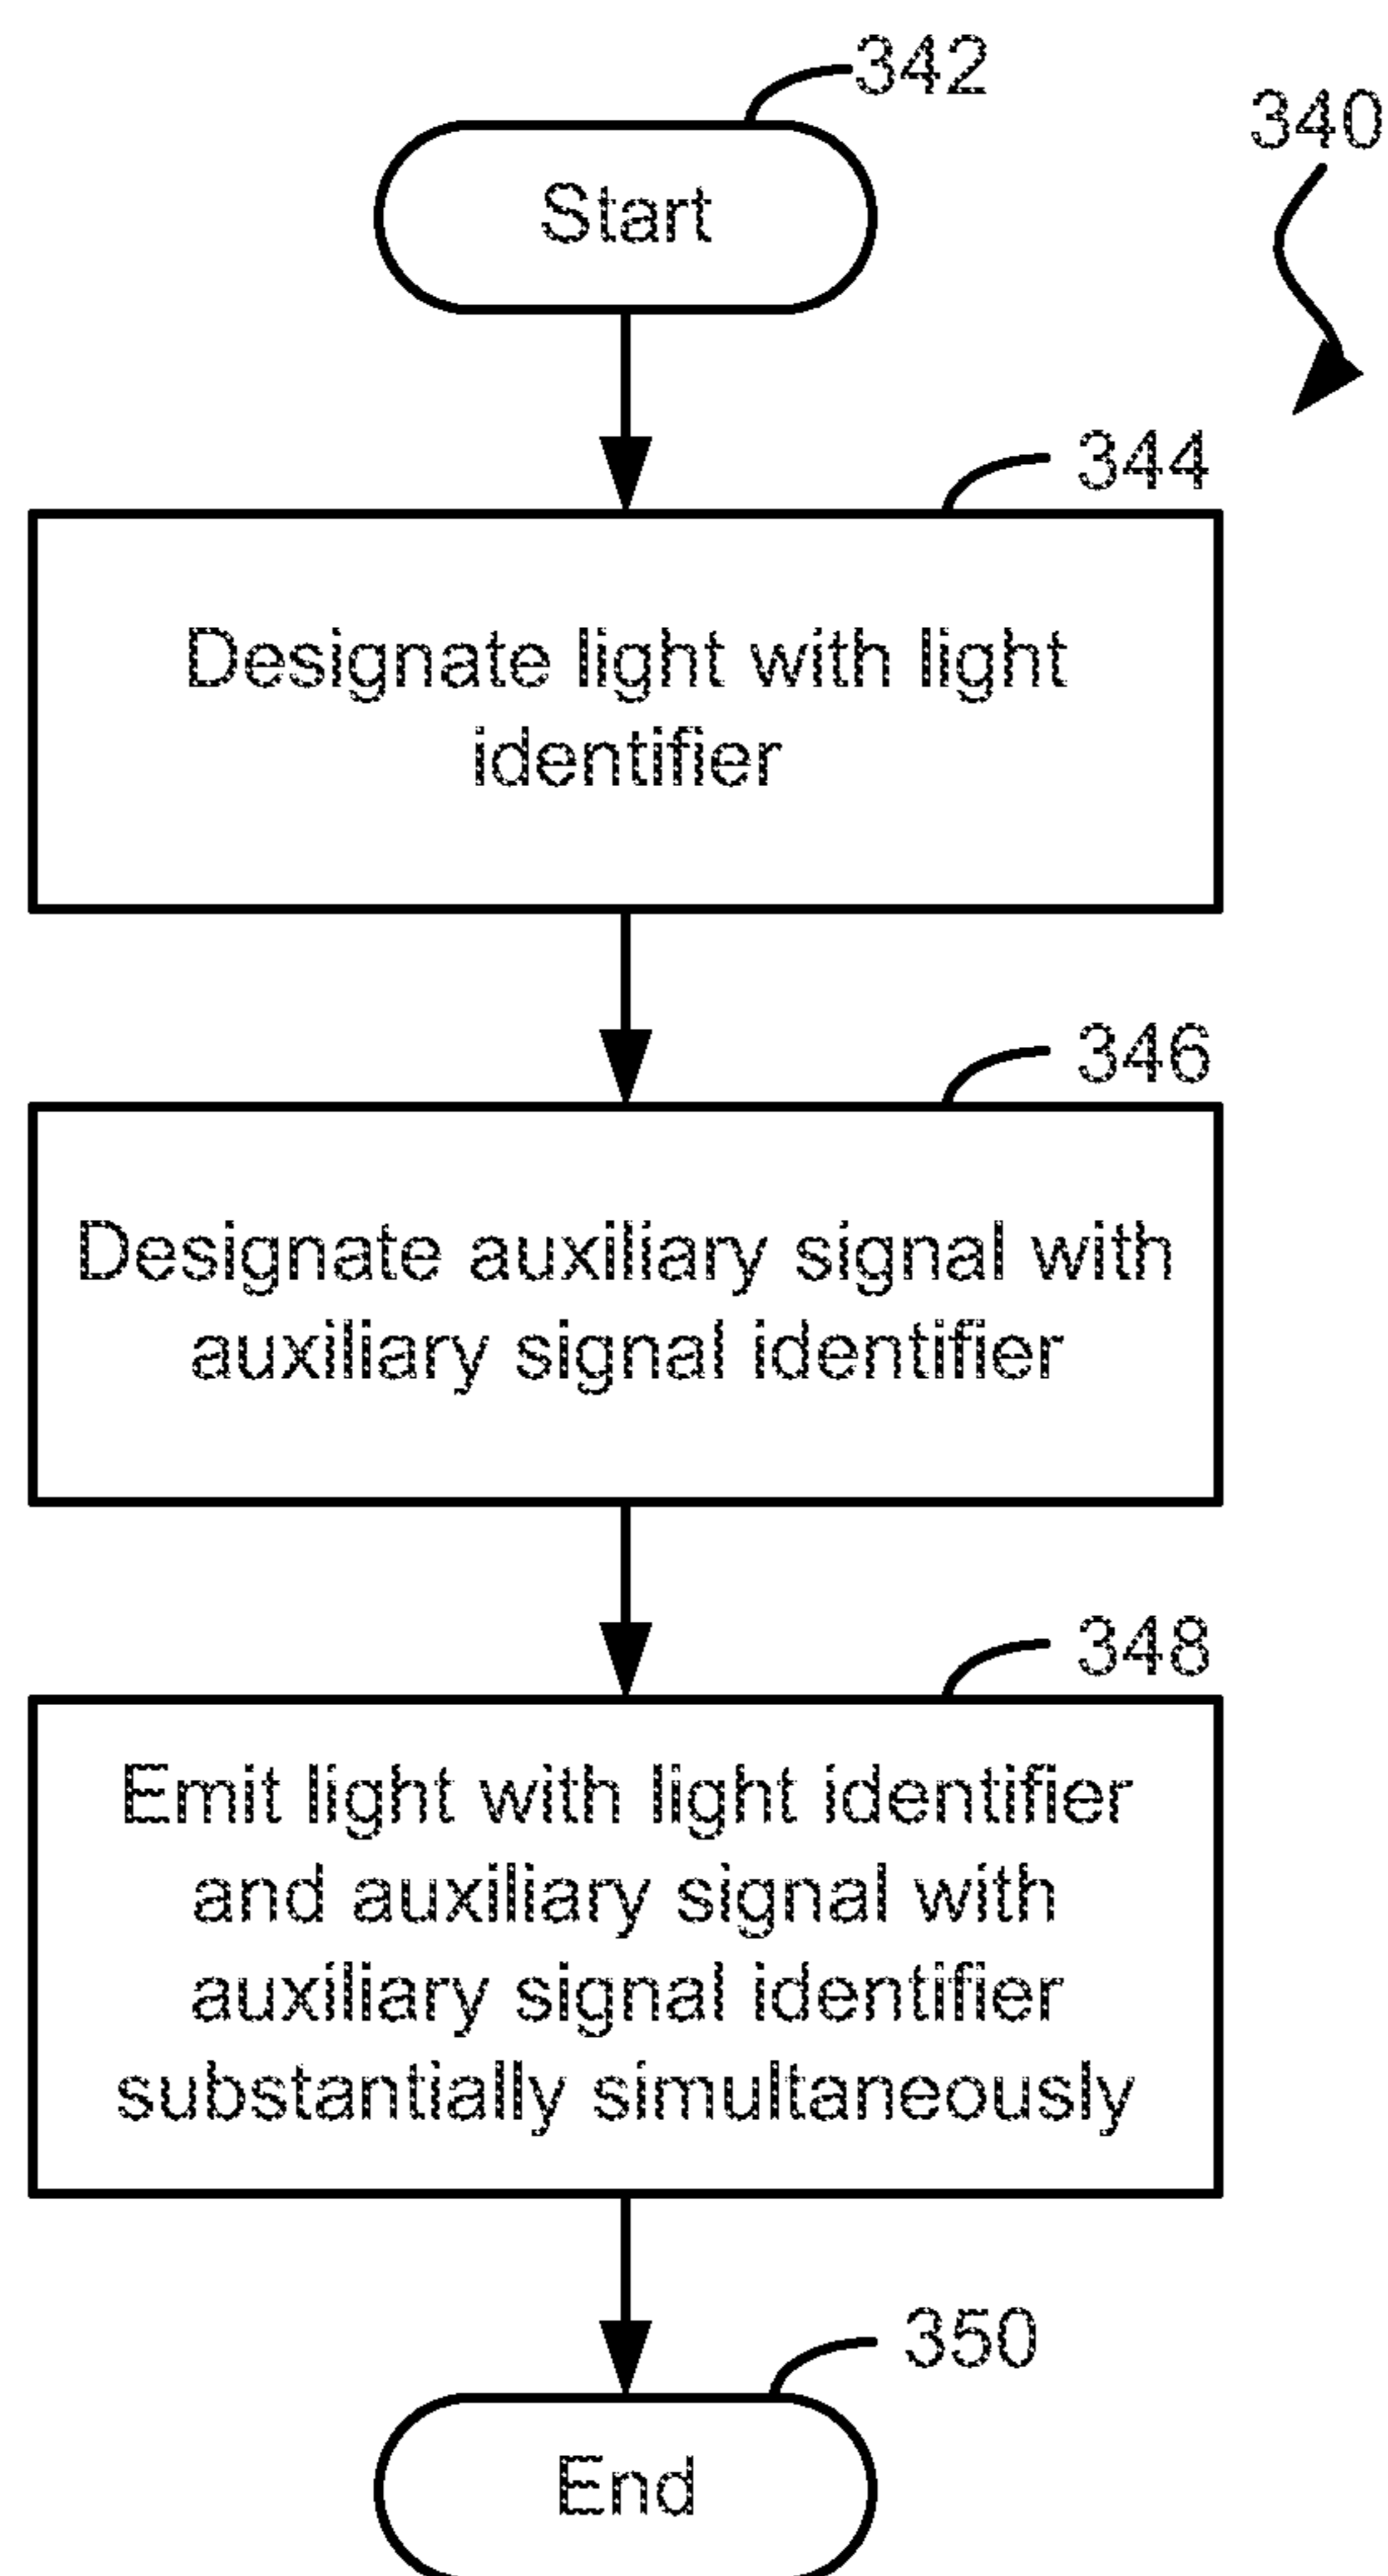 342
340
Start
344
Designate light with light
identifier
346
Designate auxiliary signal with
auxiliary signal identifier
348
Emit light with light identifier
and auxiliary signal with
auxiliary signal identifier
substantially simultaneously
350
End